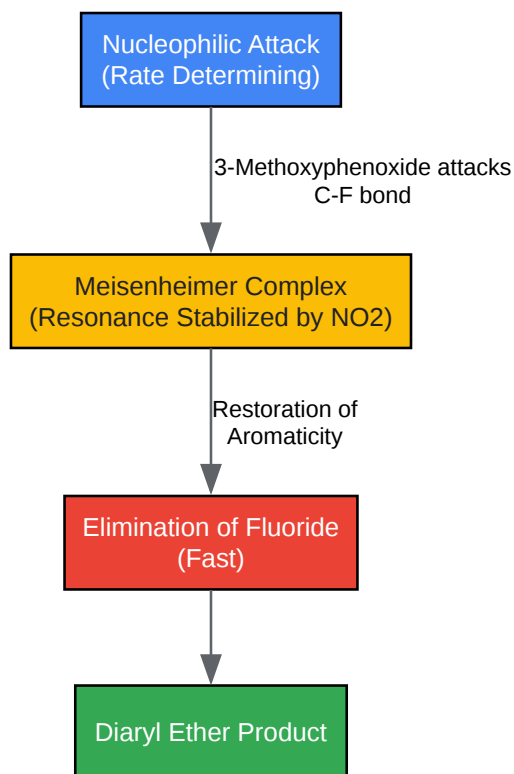 Nucleophilic Attack
(Rate Determining)
3-Methoxyphenoxide attacks
C-F bond
Meisenheimer Complex
(Resonance Stabilized by NO2)
Restoration of
Aromaticity
Elimination of Fluoride
(Fast)
Diaryl Ether Product